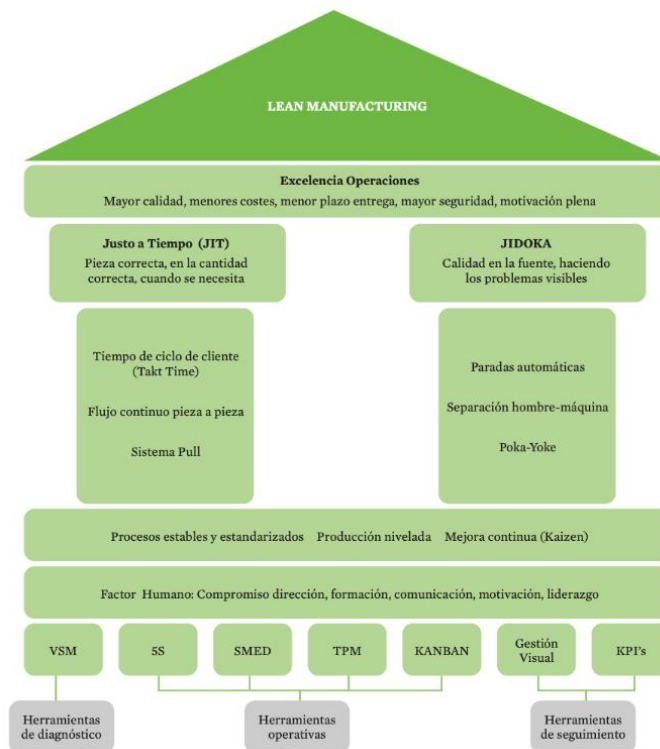 LEAN MANUFACTURING
Excelencia Operaciones
Mayor calidad, menores costes, menor plazo entrega, mayor seguridad, motivación plena
Justo a Tiempo (JIT)
Pieza correcta, en la cantidad
correcta, cuando se necesita
JIDOKA
Calidad en la fuente, haciendo
los problemas visibles
Tiempo de ciclo de cliente
(Takt Time)
Flujo continuo pieza a pieza
Sistema Pull
Paradas automáticas
Separación hombre-máquina
Poka-Yoke
Procesos estables y estandarizados Producción nivelada Mejora continua (Kaizen)
Factor Humano: Compromiso dirección, formación, comunicación, motivación, liderazgo
VSM
5S
SMED
TPM
KANBAN
Gestión
Visual
KPI's
Herramientas
de diagnóstico
Herramientas
operativas
Herramientas
de seguimiento